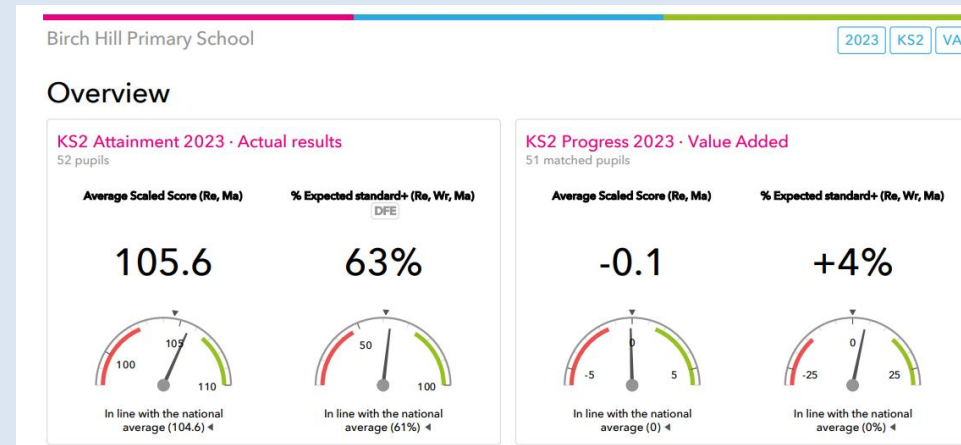 Birch Hill Primary School
2023 KS2 VA
Overview
KS2 Attainment 2023 · Actual results
52 pupils
Average Scaled Score (Re, Ma)
% Expected standard+ (Re, Wr, Ma)
DFE
105.6
63%
100
105
110
50
100
In line with the national
average (104.6)
In line with the national
average (61%)
KS2 Progress 2023 · Value Added
51 matched pupils
Average Scaled Score (Re, Ma)
% Expected standard+ (Re, Wr, Ma)
-0.1
+4%
-5
0
5
-25
0
25
In line with the national
average (0)
In line with the national
average (0%)